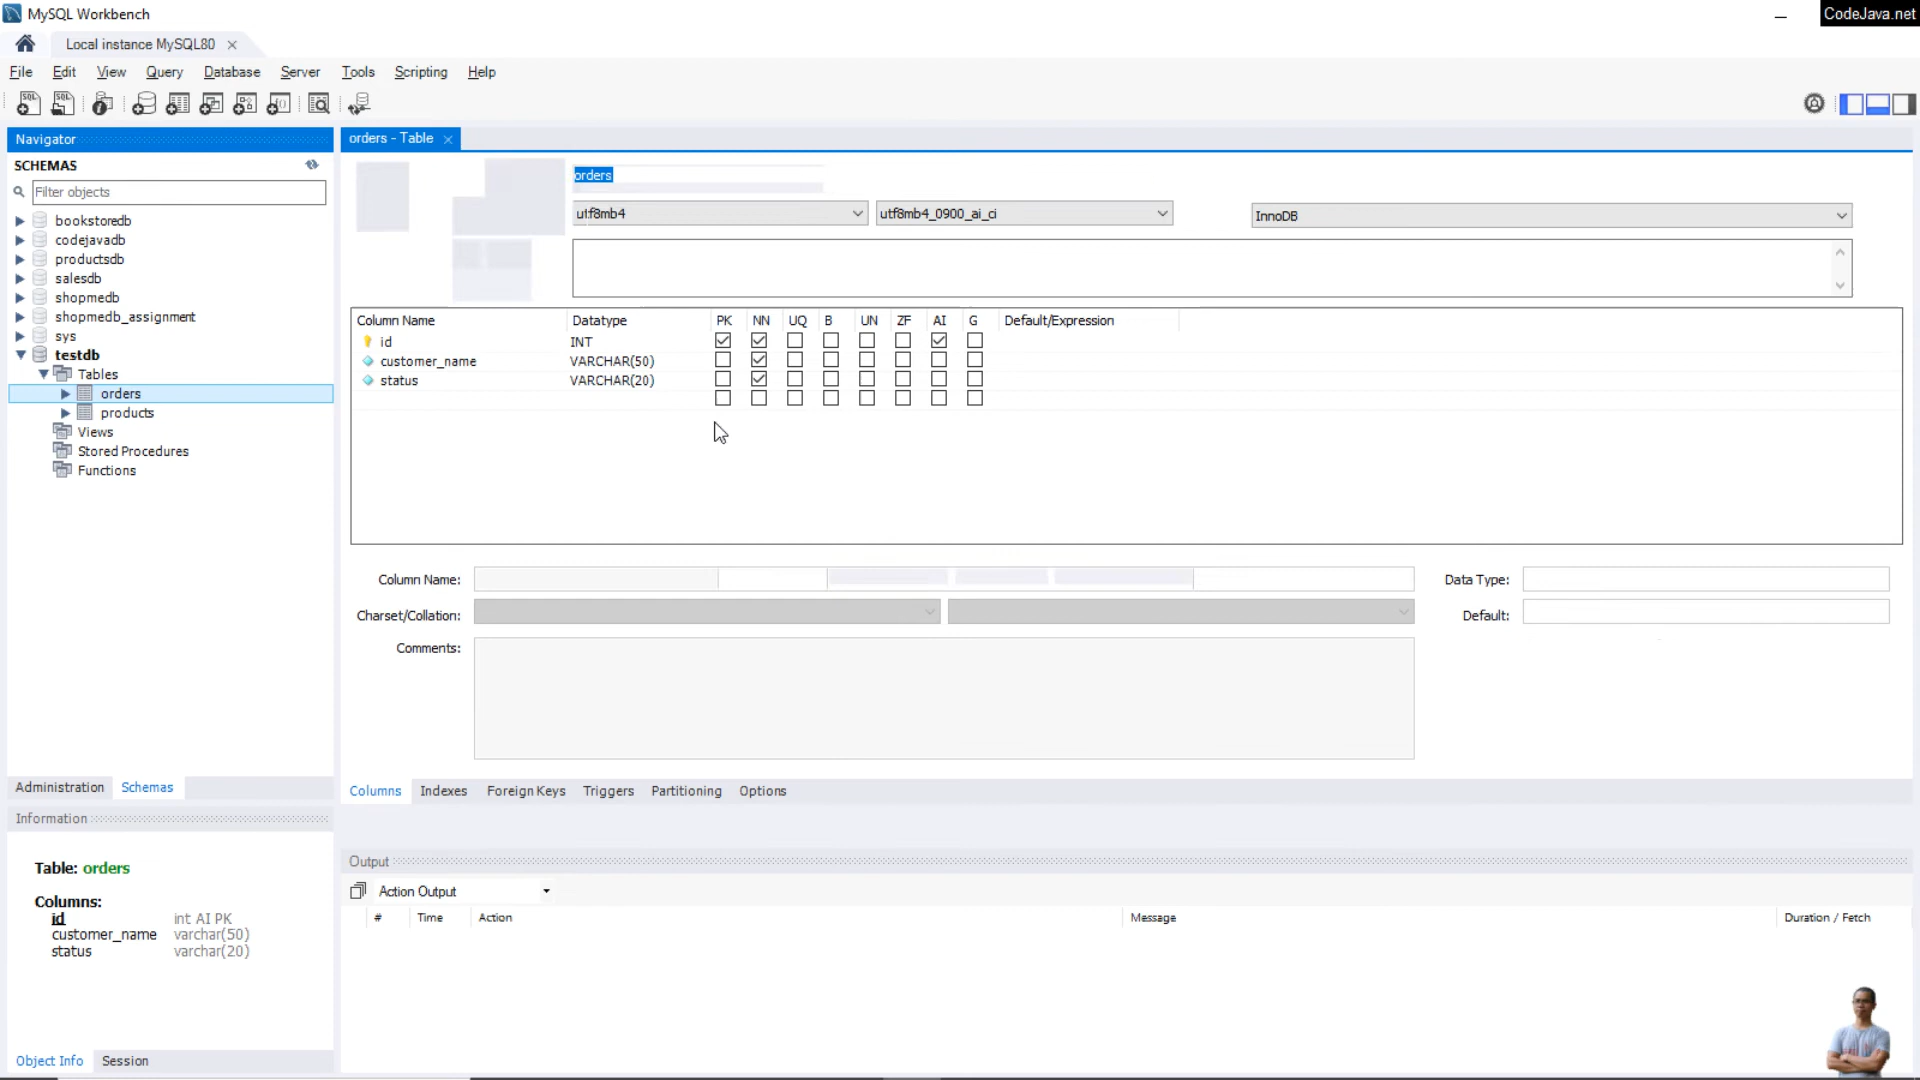 MySQL Workbench
CodeJava.net
Local instance MySQL80
File Edit View Query Database Server Tools Scripting Help
Navigator
SCHEMAS
Filter objects
bookstoredb
codejavadb
productsdb
salesdb
shopmedb
shopmedb_assignment
sys
testdb
Tables
orders
products
Views
Stored Procedures
Functions
Administration Schemas
Information
Table: orders
Columns:
id int AI PK
customer_name varchar(50)
status varchar(20)
Object Info Session
orders - Table
orders
utf8mb4 utf8mb4_0900_ai_ci InnoDB
Column Name Datatype PK NN UQ B UN ZF AI G Default/Expression
id INT
customer_name VARCHAR(50)
status VARCHAR(20)
Column Name: Data Type:
Charset/Collation: Default:
Comments:
Columns Indexes Foreign Keys Triggers Partitioning Options
Output
Action Output
# Time Action Message Duration / Fetch